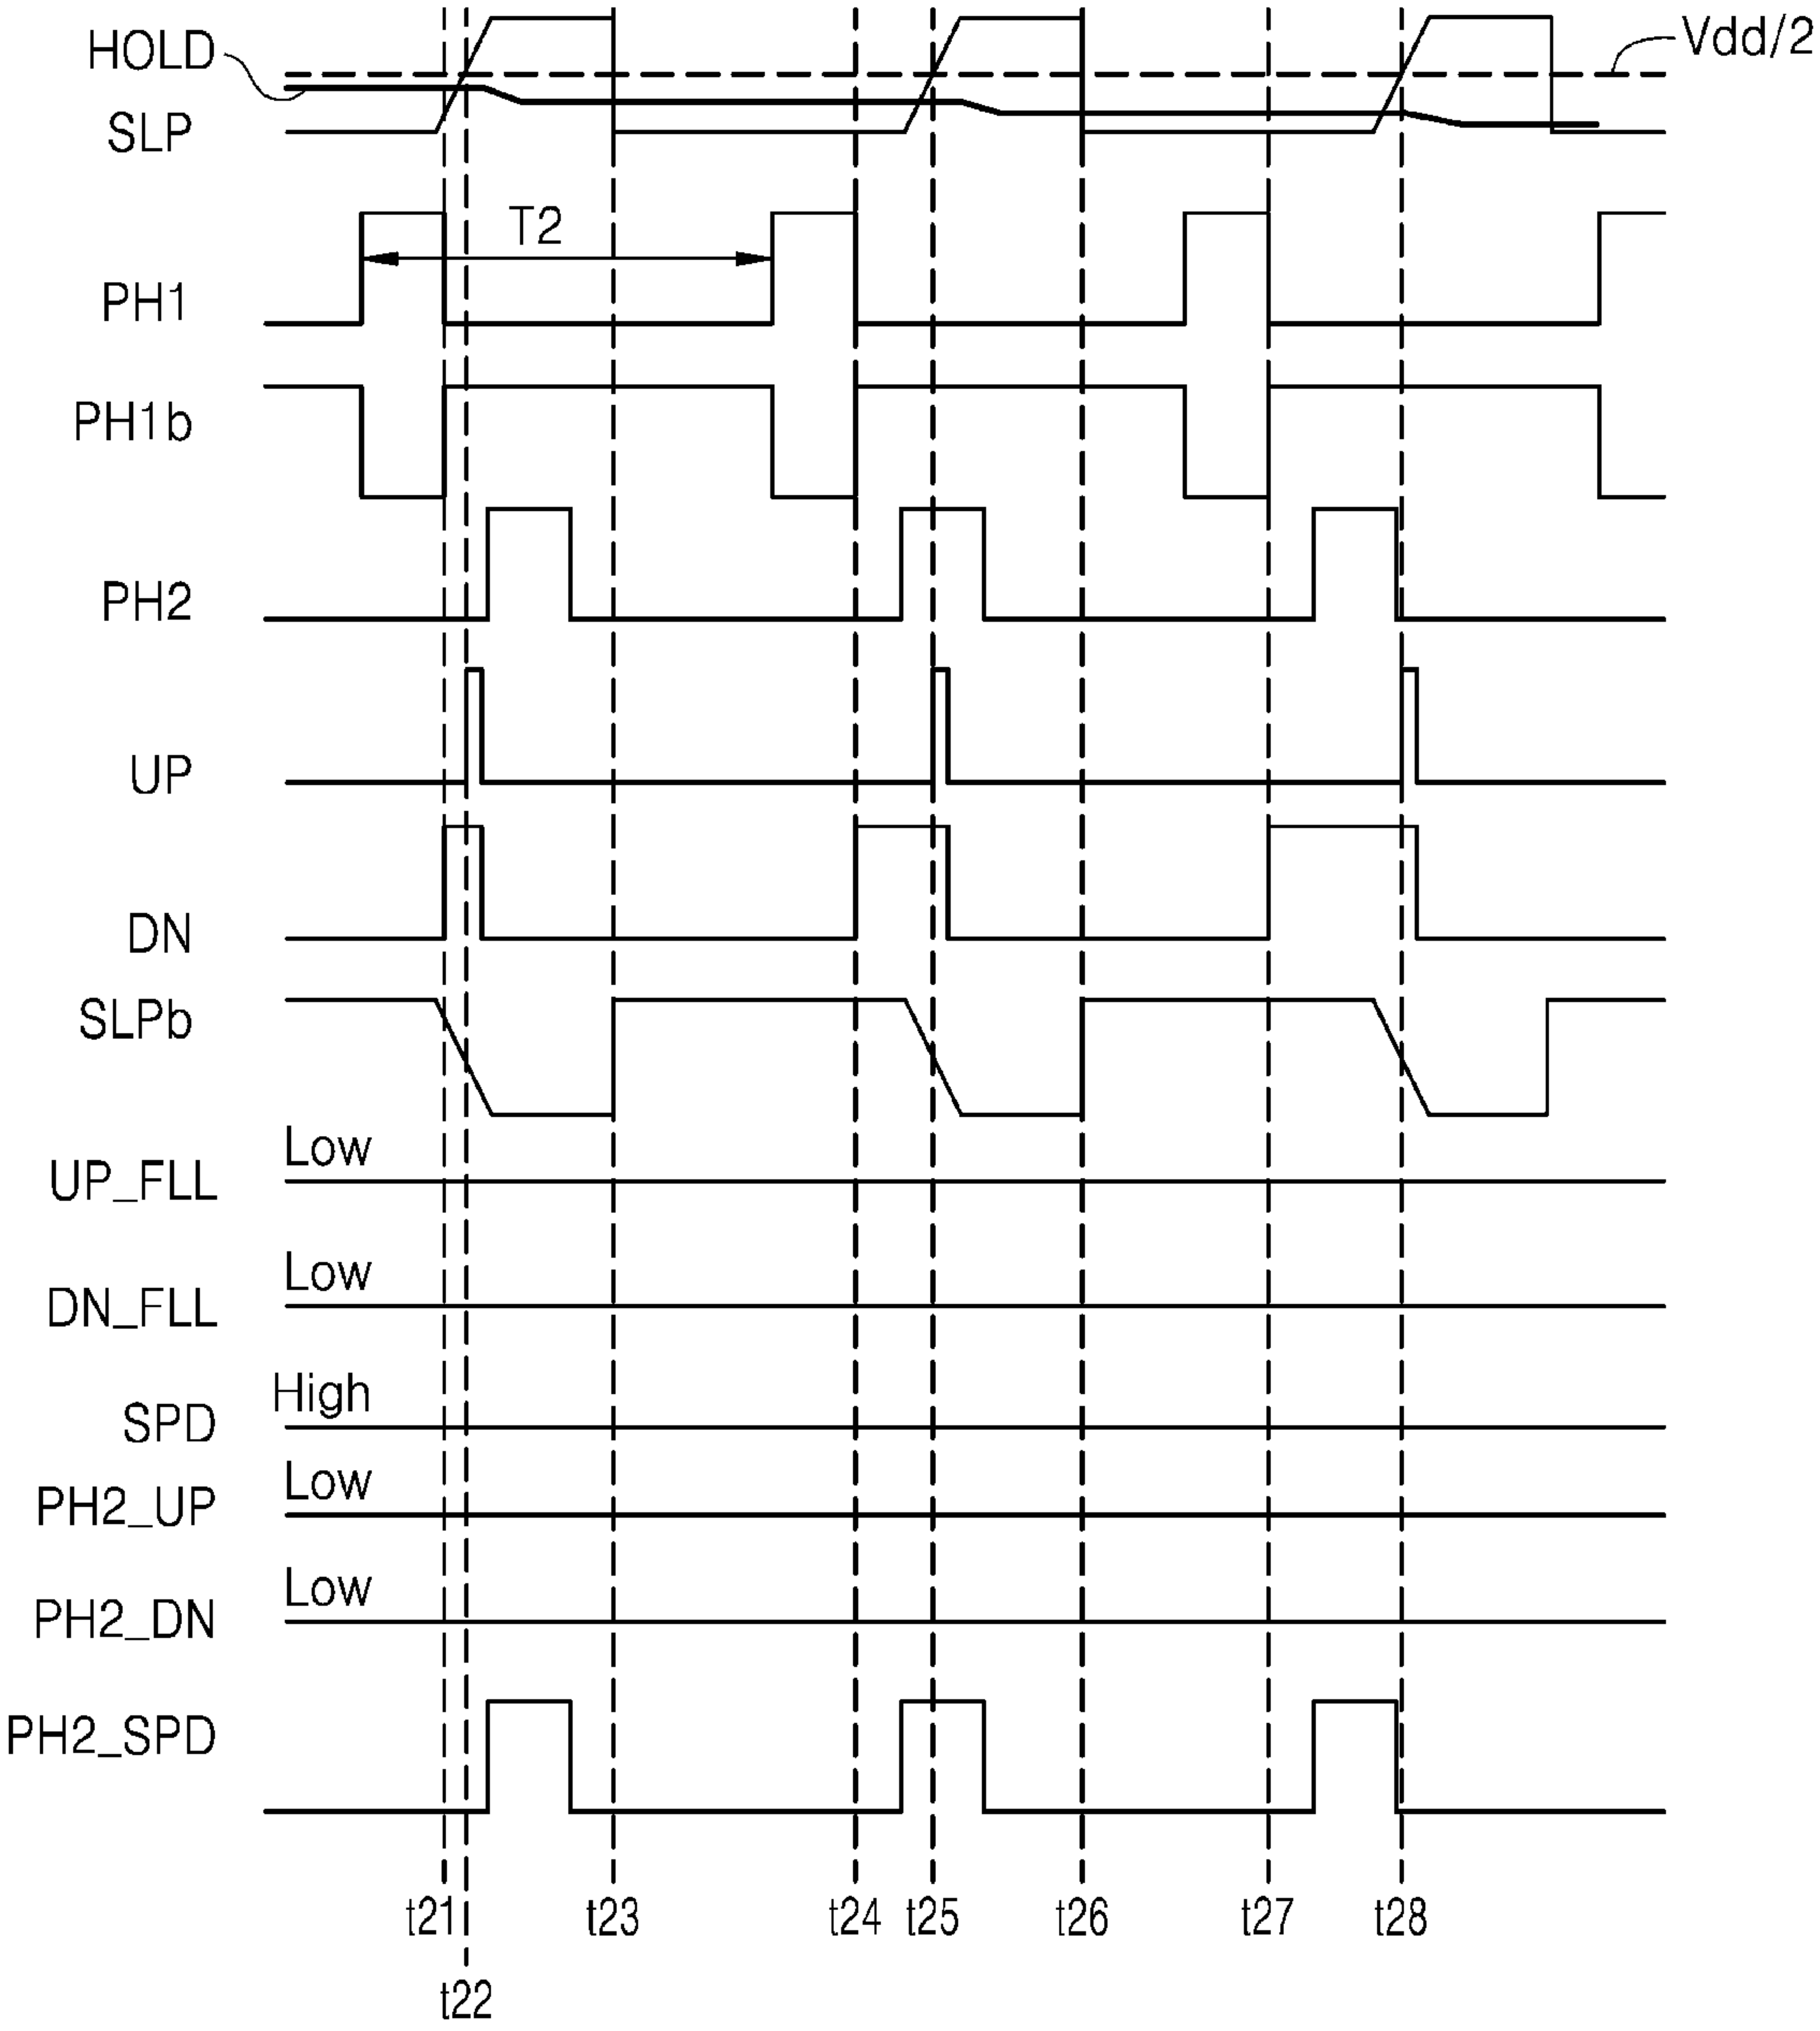 HOLD
Vdd/2
SLP
T2
PH1
PH1b
PH2
UP
DN
SLPb
Low
UP_FLL
Low
DN_FLL
High
SPD
Low
PH2_UP
Low
PH2_DN
PH2_SPD
t21 t23 t24 t25 t26 t27 t28
t22